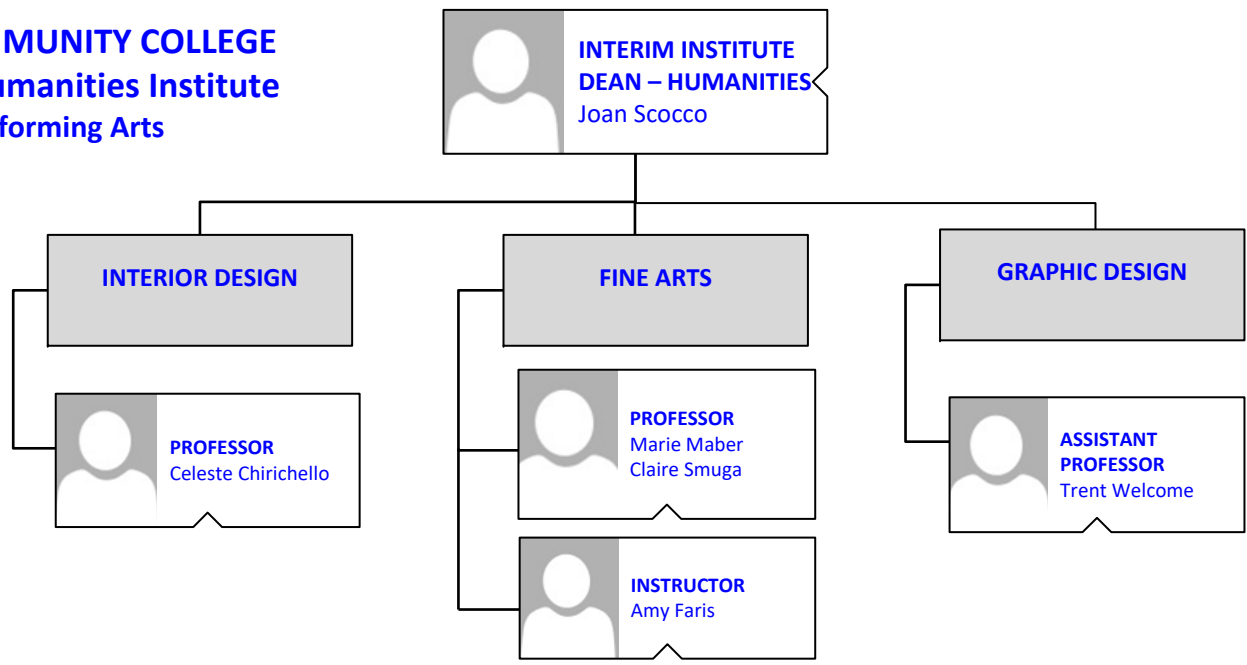 MUNITY COLLEGE
umanities Institute
forming Arts
INTERIM INSTITUTE
DEAN – HUMANITIES
Joan Scocco
INTERIOR DESIGN
FINE ARTS
GRAPHIC DESIGN
PROFESSOR
Celeste Chirichello
PROFESSOR
Marie Maber
Claire Smuga
INSTRUCTOR
Amy Faris
ASSISTANT
PROFESSOR
Trent Welcome